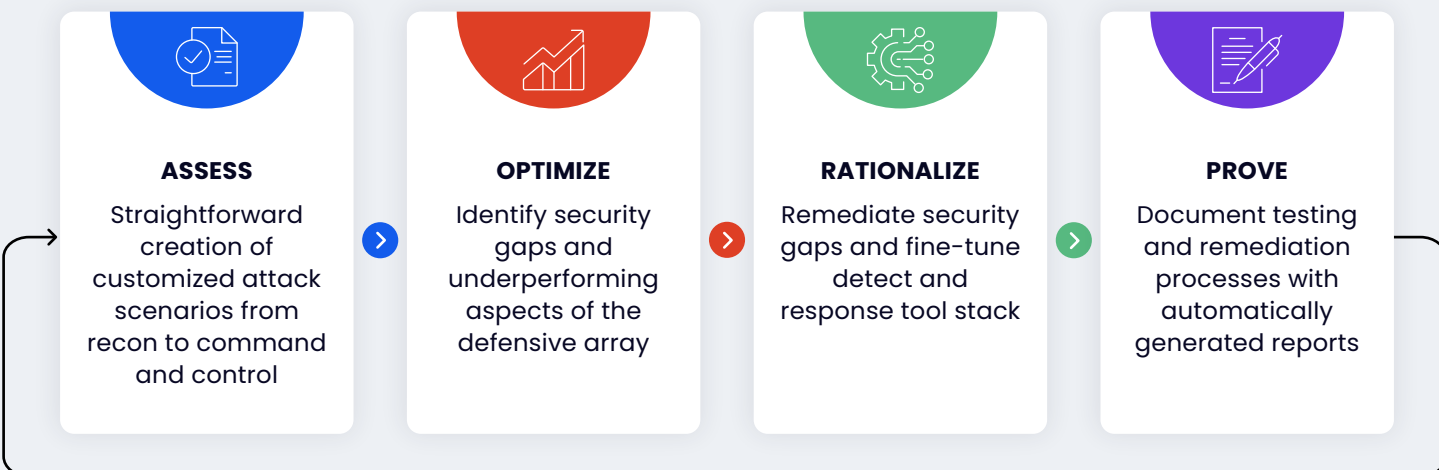 ASSESS
Straightforward
creation of
customized attack
scenarios from
recon to command
and control
OPTIMIZE
Identify security
gaps and
underperforming
aspects of the
defensive array
RATIONALIZE
Remediate security
gaps and fine-tune
detect and
response tool stack
PROVE
Document testing
and remediation
processes with
automatically
generated reports